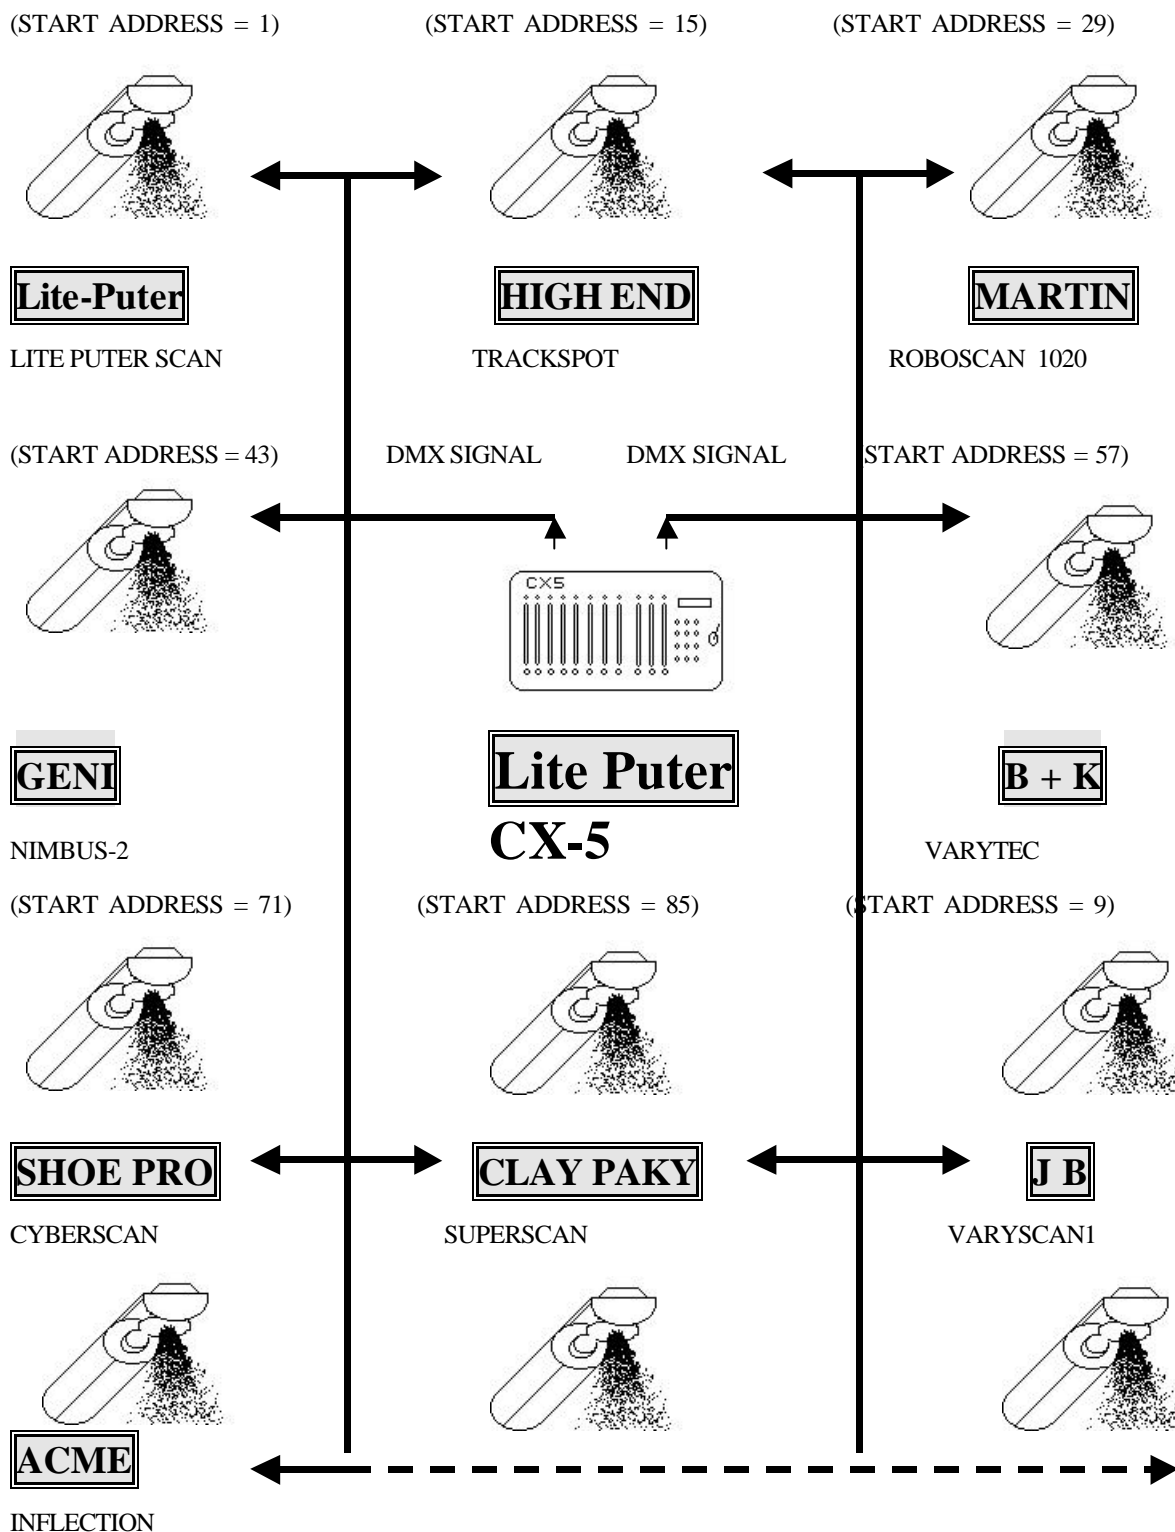 (START ADDRESS = 1) (START ADDRESS = 15) (START ADDRESS = 29)
Lite-Puter HIGH END MARTIN
LITE PUTER SCAN TRACKSPOT ROBOSCAN 1020
(START ADDRESS = 43) DMX SIGNAL DMX SIGNAL START ADDRESS = 57)
CX5
GENI Lite Puter B + K
CX-5
NIMBUS-2 VARYTEC
(START ADDRESS = 71) (START ADDRESS = 85) (START ADDRESS = 9)
SHOE PRO CLAY PAKY J B
CYBERSCAN SUPERSCAN VARYSCAN1
ACME
INFLECTION